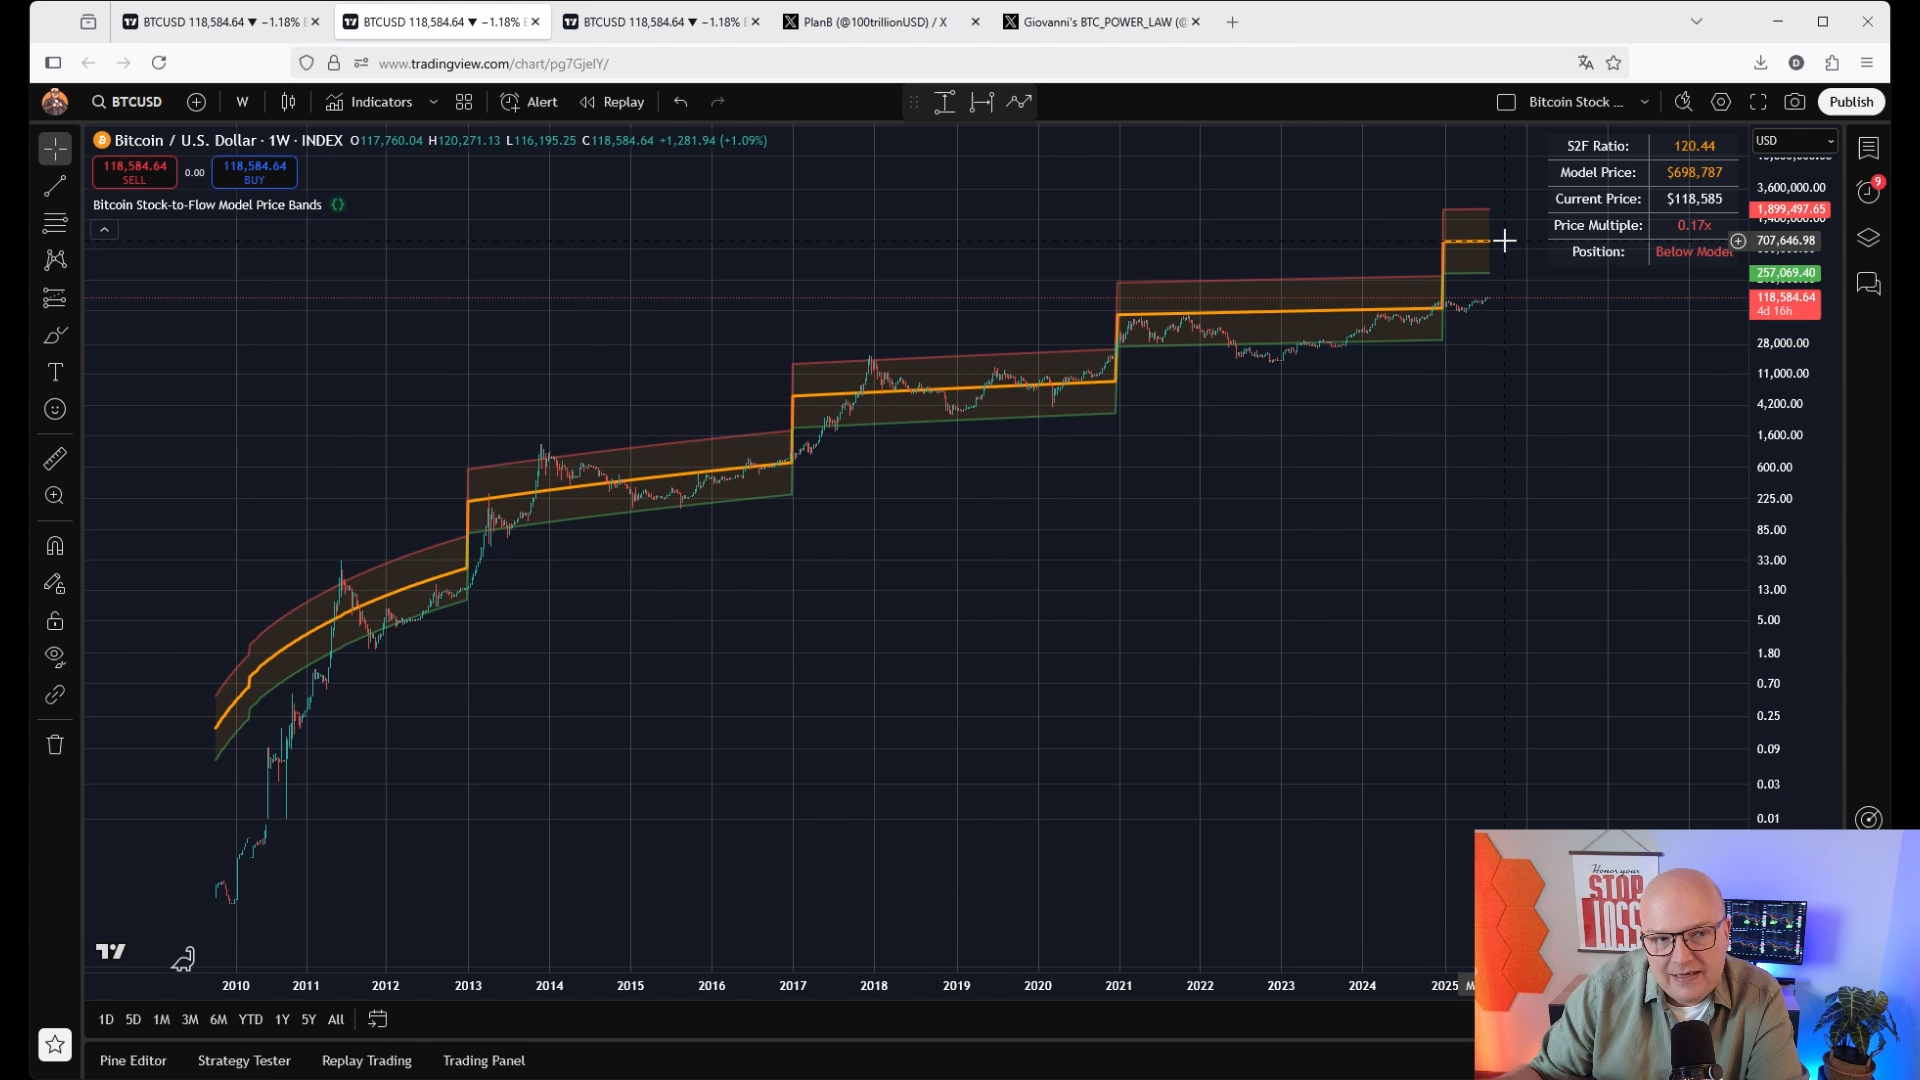 BTCUSD 118,584.64 ▼ −1.18%
BTCUSD 118,584.64 ▼ −1.18%
BTCUSD 118,584.64 ▼ −1.18%
PlanB (@100trillionUSD) / X
Giovanni's BTC_POWER_LAW (@
www.tradingview.com/chart/pg7GjelY/
D
BTCUSD
W
Indicators
Alert
Replay
Bitcoin Stock ...
Publish
Bitcoin / U.S. Dollar · 1W · INDEX O117,760.04 H120,271.13 L116,195.25 C118,584.64 +1,281.94 (+1.09%)
118,584.64
SELL
0.00
118,584.64
BUY
Bitcoin Stock-to-Flow Model Price Bands
S2F Ratio: 120.44
Model Price: $698,787
Current Price: $118,585
Price Multiple: 0.17x
Position: Below Model
USD
3,600,000.00
1,899,497.65
707,646.98
257,069.40
118,584.64
4d 16h
28,000.00
11,000.00
4,200.00
1,600.00
600.00
225.00
85.00
33.00
13.00
5.00
1.80
0.70
0.25
0.09
0.03
0.01
9
2010 2011 2012 2013 2014 2015 2016 2017 2018 2019 2020 2021 2022 2023 2024 2025
1D 5D 1M 3M 6M YTD 1Y 5Y All
Pine Editor Strategy Tester Replay Trading Trading Panel
Honor your
STOP
LOSS